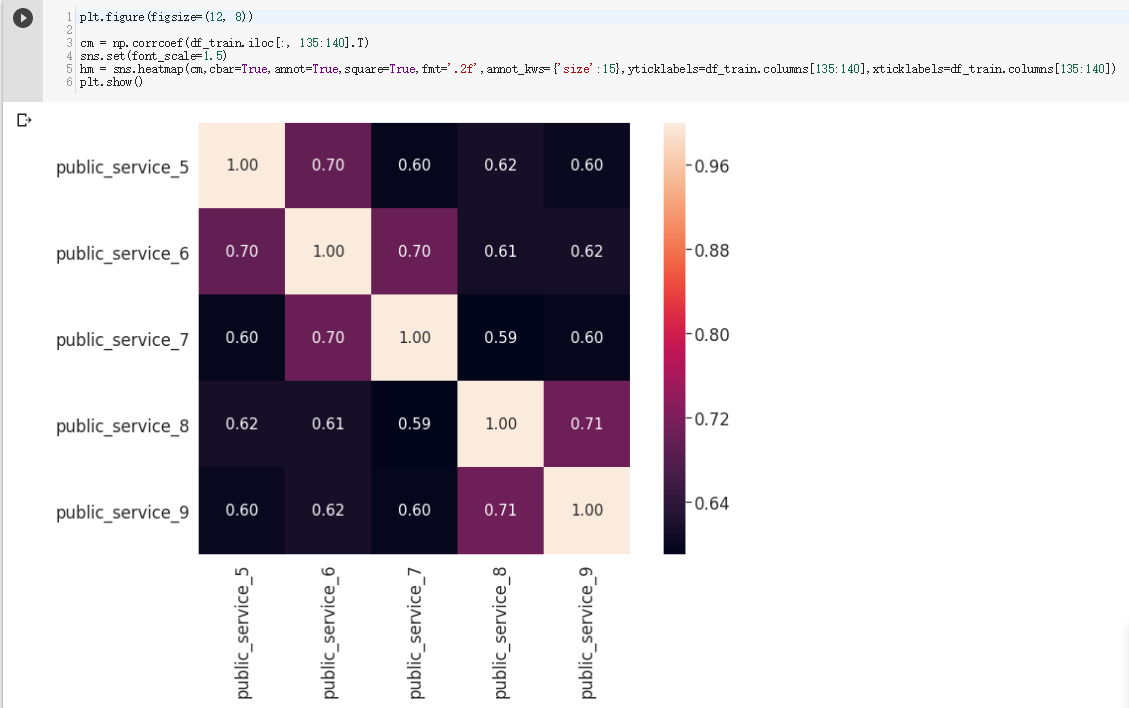 1 plt.figure(figsize=(12, 8))
2
3 cm = np.corrcoef(df_train.iloc[:, 135:140].T)
4 sns.set(font_scale=1.5)
5 hm = sns.heatmap(cm,cbar=True,annot=True,square=True,fmt='.2f',annot_kws={'size':15},yticklabels=df_train.columns[135:140],xticklabels=df_train.columns[135:140])
6 plt.show()
public_service_5 1.00 0.70 0.60 0.62 0.60
public_service_6 0.70 1.00 0.70 0.61 0.62
public_service_7 0.60 0.70 1.00 0.59 0.60
public_service_8 0.62 0.61 0.59 1.00 0.71
public_service_9 0.60 0.62 0.60 0.71 1.00
public_service_5
public_service_6
public_service_7
public_service_8
public_service_9
0.96
0.88
0.80
0.72
0.64